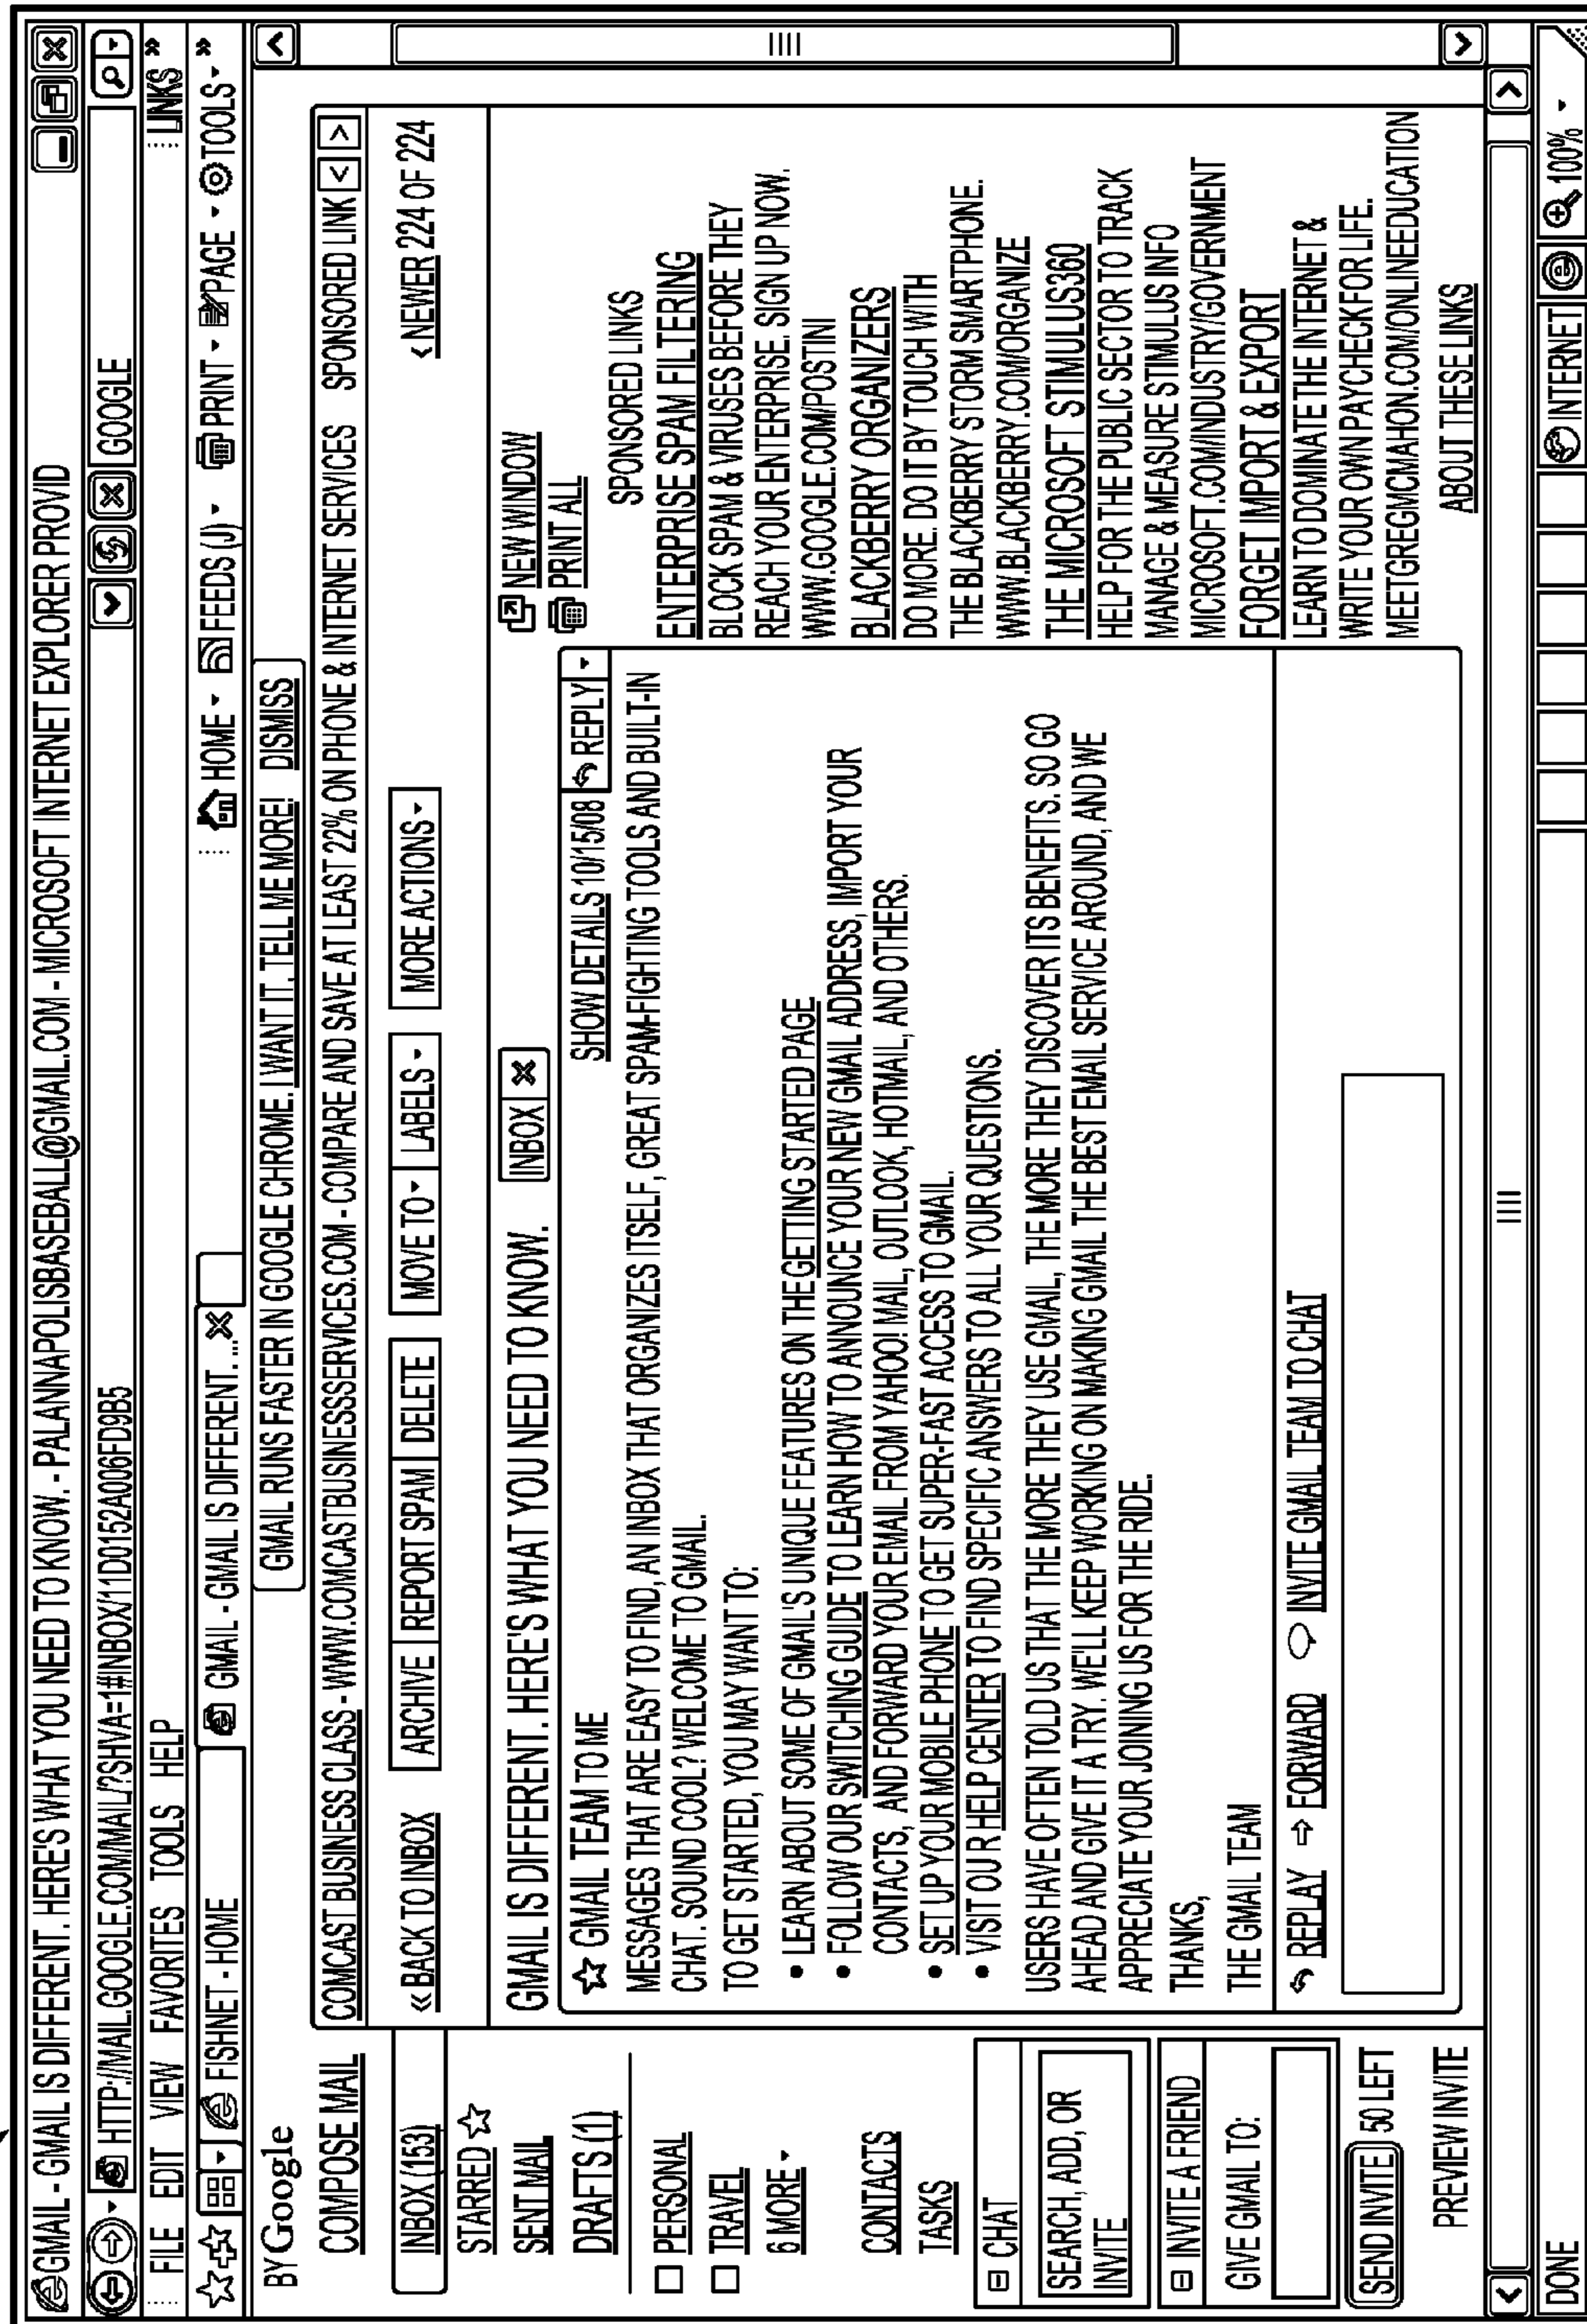 GMAIL - GMAIL IS DIFFERENT. HERE'S WHAT YOU NEED TO KNOW. - PALANNAPOLISBASEBALL@GMAIL.COM - MICROSOFT INTERNET EXPLORER PROVID
HTTP://MAIL.GOOGLE.COM/MAIL/?SHVA=1#INBOX/11D0152A006FD9B5 GOOGLE
FILE EDIT VIEW FAVORITES TOOLS HELP LINKS »
FISHNET - HOME GMAIL - GMAIL IS DIFFERENT. ... HOME FEEDS (J) PRINT PAGE TOOLS »
GMAIL RUNS FASTER IN GOOGLE CHROME. I WANT IT. TELL ME MORE! DISMISS
BY Google
COMPOSE MAIL
INBOX (153)
STARRED
SENT MAIL
DRAFTS (1)
PERSONAL
TRAVEL
6 MORE
CONTACTS
TASKS
CHAT
SEARCH, ADD, OR
INVITE
INVITE A FRIEND
GIVE GMAIL TO:
SEND INVITE 50 LEFT
PREVIEW INVITE
COMCAST BUSINESS CLASS - WWW.COMCASTBUSINESSSERVICES.COM - COMPARE AND SAVE AT LEAST 22% ON PHONE & INTERNET SERVICES SPONSORED LINK < >
« BACK TO INBOX ARCHIVE REPORT SPAM DELETE MOVE TO LABELS MORE ACTIONS ‹ NEWER 224 OF 224
GMAIL IS DIFFERENT. HERE'S WHAT YOU NEED TO KNOW. INBOX X
GMAIL TEAM TO ME SHOW DETAILS 10/15/08 REPLY
MESSAGES THAT ARE EASY TO FIND, AN INBOX THAT ORGANIZES ITSELF, GREAT SPAM-FIGHTING TOOLS AND BUILT-IN
CHAT. SOUND COOL? WELCOME TO GMAIL.
TO GET STARTED, YOU MAY WANT TO:
• LEARN ABOUT SOME OF GMAIL'S UNIQUE FEATURES ON THE GETTING STARTED PAGE
• FOLLOW OUR SWITCHING GUIDE TO LEARN HOW TO ANNOUNCE YOUR NEW GMAIL ADDRESS, IMPORT YOUR
CONTACTS, AND FORWARD YOUR EMAIL FROM YAHOO! MAIL, OUTLOOK, HOTMAIL, AND OTHERS.
• SET UP YOUR MOBILE PHONE TO GET SUPER-FAST ACCESS TO GMAIL.
• VISIT OUR HELP CENTER TO FIND SPECIFIC ANSWERS TO ALL YOUR QUESTIONS.
USERS HAVE OFTEN TOLD US THAT THE MORE THEY USE GMAIL, THE MORE THEY DISCOVER ITS BENEFITS. SO GO
AHEAD AND GIVE IT A TRY. WE'LL KEEP WORKING ON MAKING GMAIL THE BEST EMAIL SERVICE AROUND, AND WE
APPRECIATE YOUR JOINING US FOR THE RIDE.
THANKS,
THE GMAIL TEAM
REPLAY FORWARD INVITE GMAIL TEAM TO CHAT
NEW WINDOW
PRINT ALL
SPONSORED LINKS
ENTERPRISE SPAM FILTERING
BLOCK SPAM & VIRUSES BEFORE THEY
REACH YOUR ENTERPRISE. SIGN UP NOW.
WWW.GOOGLE.COM/POSTINI
BLACKBERRY ORGANIZERS
DO MORE. DO IT BY TOUCH WITH
THE BLACKBERRY STORM SMARTPHONE.
WWW.BLACKBERRY.COM/ORGANIZE
THE MICROSOFT STIMULUS360
HELP FOR THE PUBLIC SECTOR TO TRACK
MANAGE & MEASURE STIMULUS INFO
MICROSOFT.COM/INDUSTRY/GOVERNMENT
FORGET IMPORT & EXPORT
LEARN TO DOMINATE THE INTERNET &
WRITE YOUR OWN PAYCHECK FOR LIFE.
MEETGREGMCMAHON.COM/ONLINEEDUCATION
ABOUT THESE LINKS
DONE INTERNET 100%